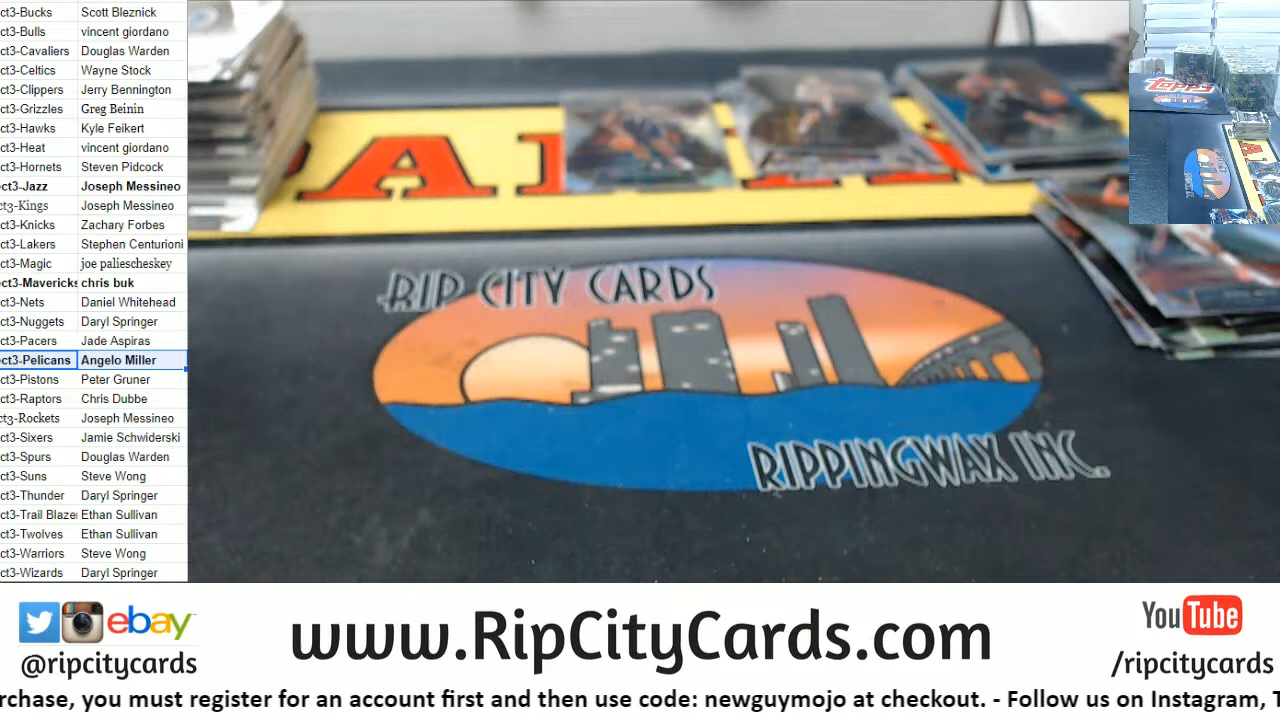 ct3-Bucks Scott Bleznick
ct3-Bulls vincent giordano
ct3-Cavaliers Douglas Warden
ct3-Celtics Wayne Stock
ct3-Clippers Jerry Bennington
ct3-Grizzles Greg Beinin
ct3-Hawks Kyle Feikert
ct3-Heat vincent giordano
ct3-Hornets Steven Pidcock
ect3-Jazz Joseph Messineo
ct3-Kings Joseph Messineo
ct3-Knicks Zachary Forbes
ct3-Lakers Stephen Centurioni
ct3-Magic joe paliescheskey
ect3-Mavericks chris buk
ct3-Nets Daniel Whitehead
ct3-Nuggets Daryl Springer
ct3-Pacers Jade Aspiras
ect3-Pelicans Angelo Miller
ct3-Pistons Peter Gruner
ct3-Raptors Chris Dubbe
ct3-Rockets Joseph Messineo
ct3-Sixers Jamie Schwiderski
ct3-Spurs Douglas Warden
ct3-Suns Steve Wong
ct3-Thunder Daryl Springer
ct3-Trail Blaze Ethan Sullivan
ct3-Twolves Ethan Sullivan
ct3-Warriors Steve Wong
ct3-Wizards Daryl Springer
RIP CITY CARDS
RIPPINGWAX INC.
topps
ebay
@ripcitycards
www.RipCityCards.com
YouTube
/ripcitycards
rchase, you must register for an account first and then use code: newguymojo at checkout. - Follow us on Instagram, T